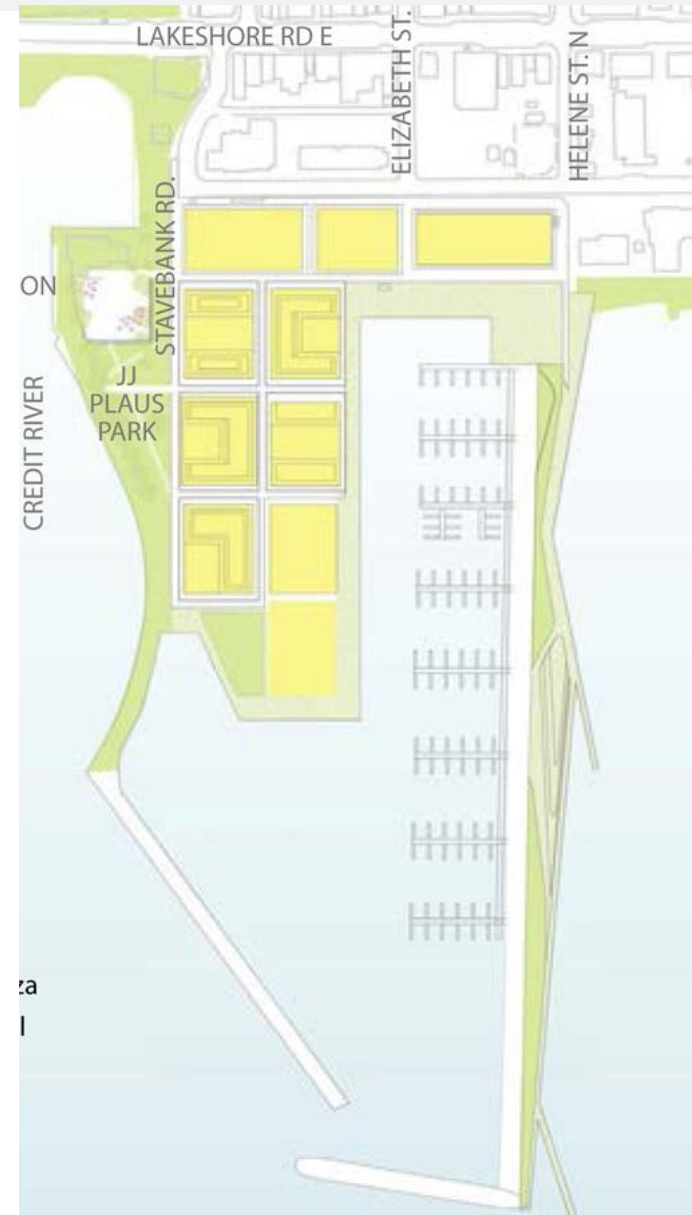 LAKESHORE RD E
ELIZABETH ST.
HELENE ST. N
STAVEBANK RD.
ON
JJ
PLAUS
PARK
CREDIT RIVER
za
l